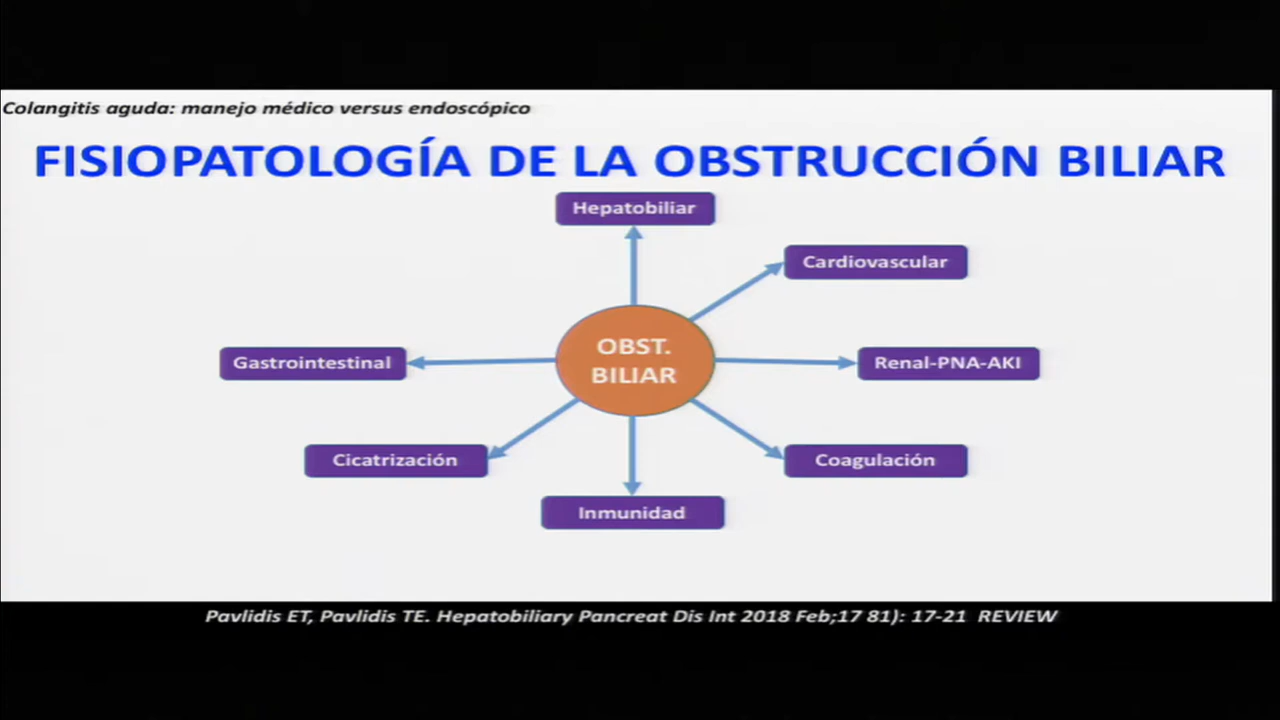 Colangitis aguda: manejo médico versus endoscópico
FISIOPATOLOGÍA DE LA OBSTRUCCIÓN BILIAR
Hepatobiliar
Cardiovascular
OBST.
BILIAR
Gastrointestinal
Renal-PNA-AKI
Cicatrización
Coagulación
Inmunidad
Pavlidis ET, Pavlidis TE. Hepatobiliary Pancreat Dis Int 2018 Feb;17 81): 17-21 REVIEW